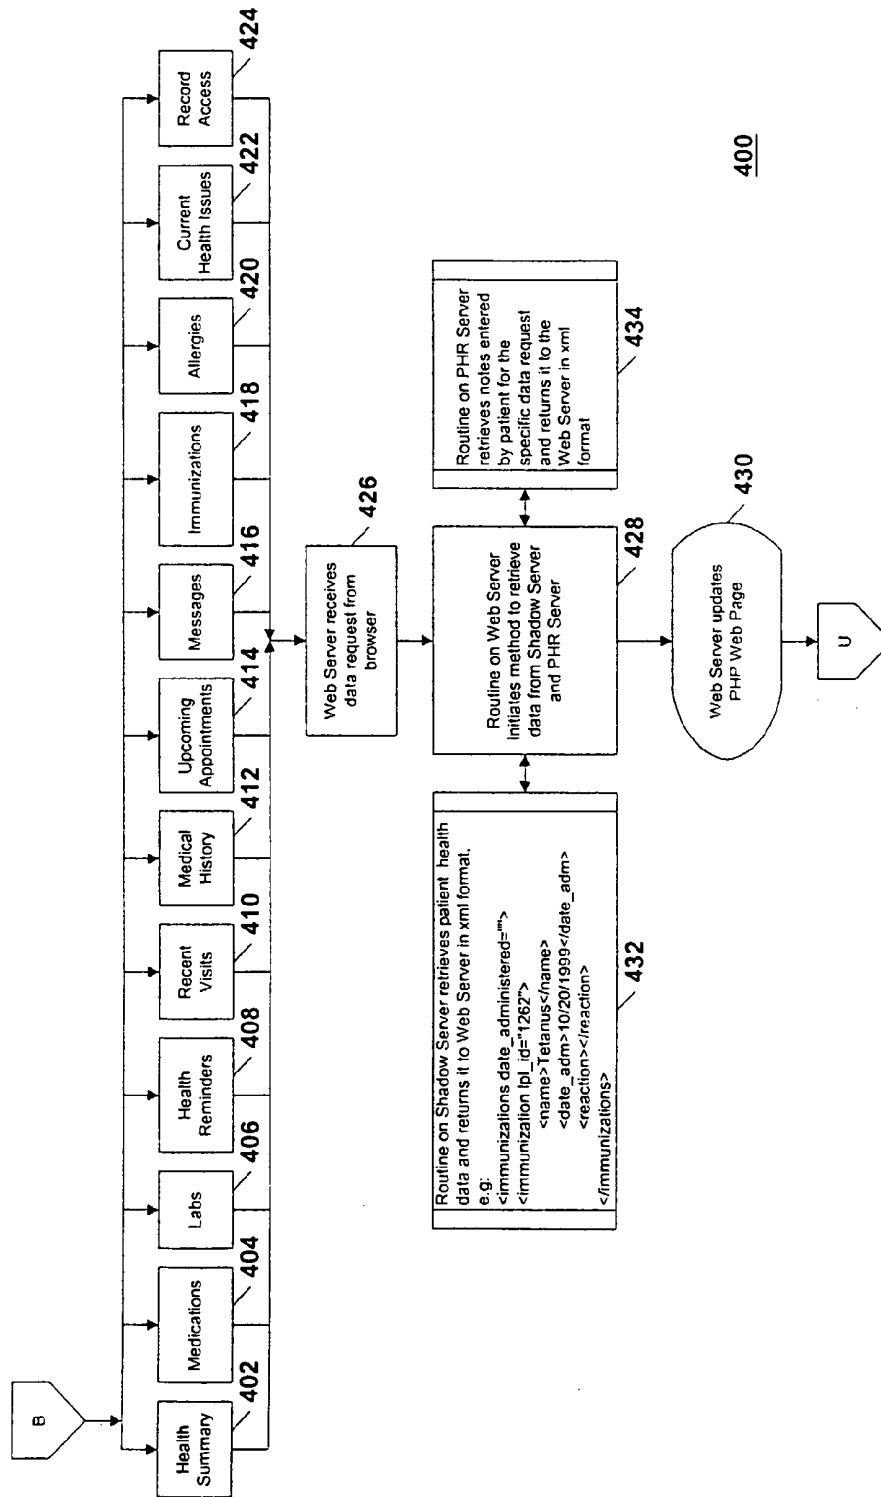 B
Health
Summary
402
Medications
404
Labs
406
Health
Reminders
408
Recent
Visits
410
Medical
History
412
Upcoming
Appointments
414
Messages
416
Immunizations
418
Allergies
420
Current
Health Issues
422
Record
Access
424
Web Server receives
data request from
browser
426
Routine on Shadow Server retrieves patient health
data and returns it to Web Server in xml format.
e.g:
<immunizations date_administered="">
<immunization lpl_id="1262">
<name>Tetanus</name>
<date_adm>10/20/1999</date_adm>
<reaction></reaction>
</immunizations>
432
Routine on Web Server
Initiates method to retrieve
data from Shadow Server
and PHR Server
428
Routine on PHR Server
retrieves notes entered
by patient for the
specific data request
and returns it to the
Web Server in xml
format
434
Web Server updates
PHP Web Page
430
U
400